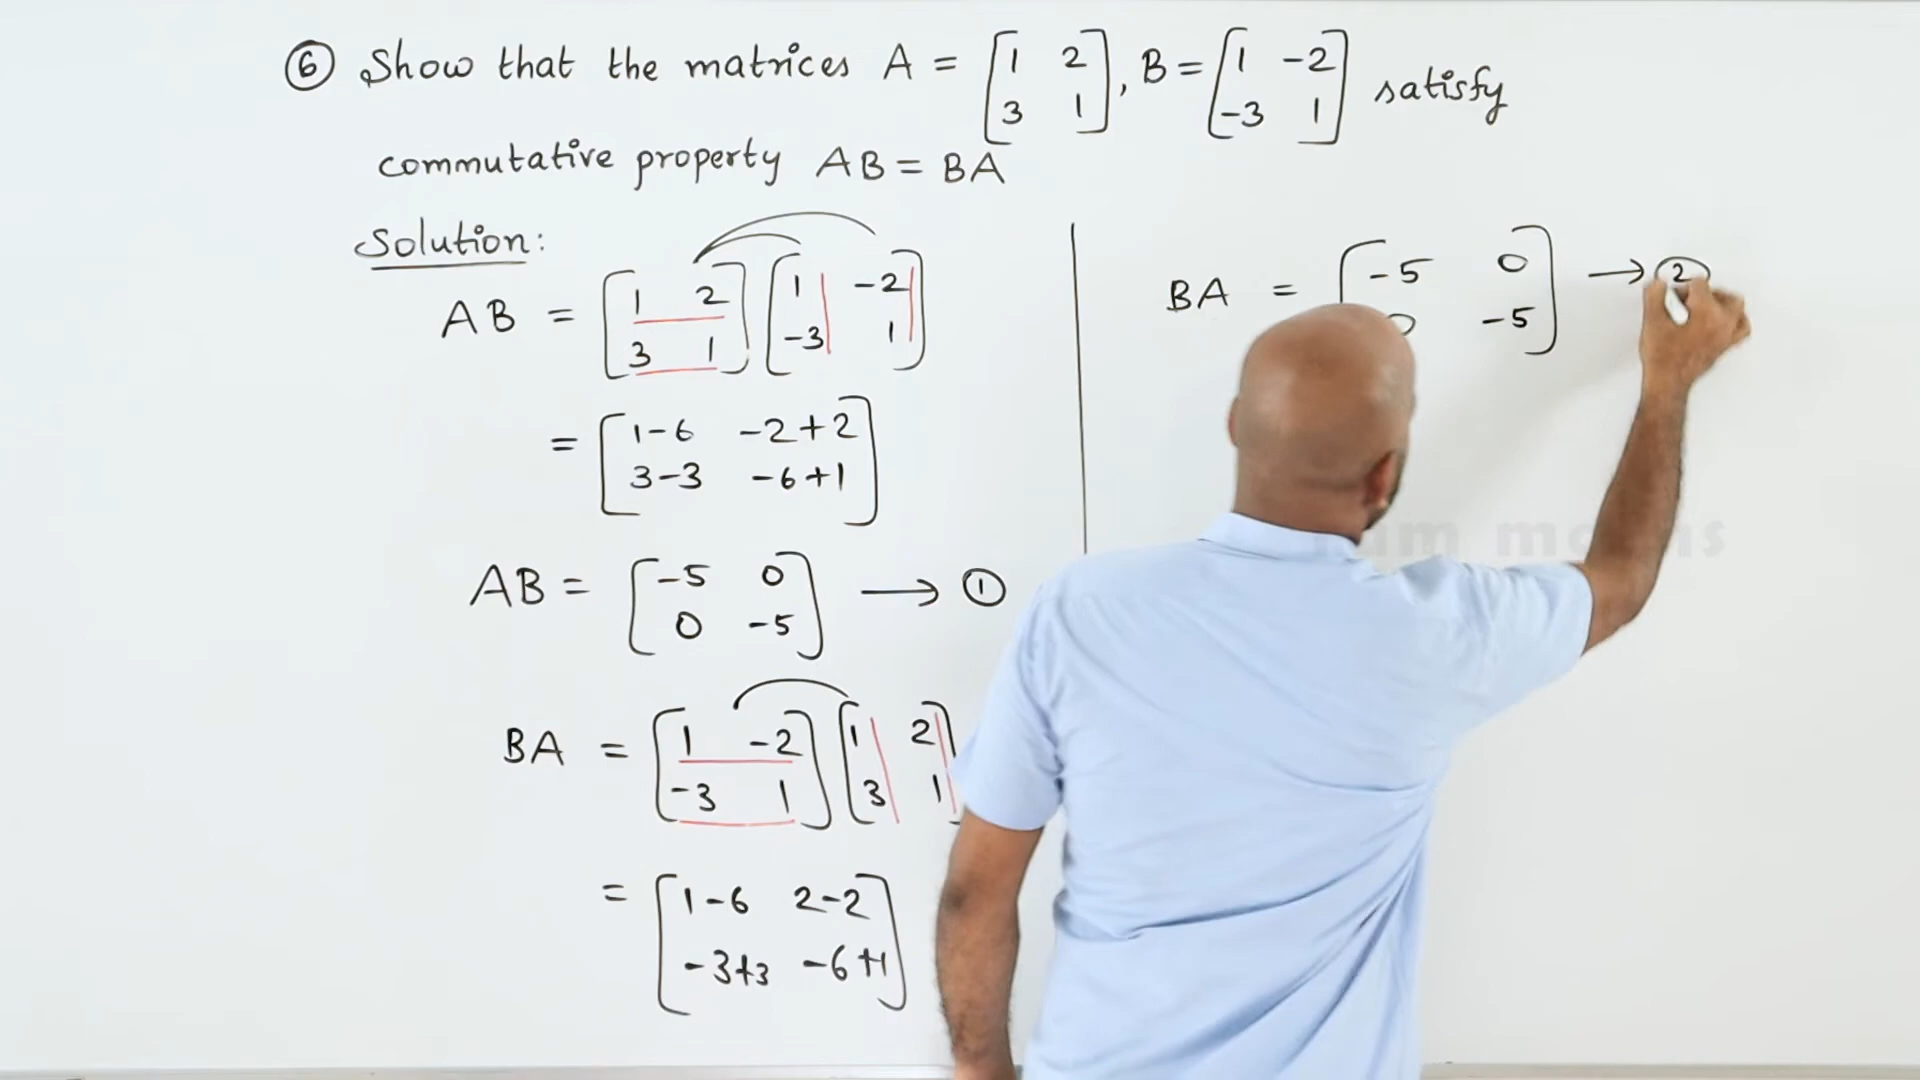 ⑥ Show that the matrices A = [1 2; 3 1], B = [1 -2; -3 1] satisfy
commutative property AB = BA
Solution:
AB = [1 2; 3 1] [1 -2; -3 1]
= [1-6 -2+2; 3-3 -6+1]
AB = [-5 0; 0 -5] → ①
BA = [1 -2; -3 1] [1 2; 3 1]
= [1-6 2-2; -3+3 -6+1]
BA = [-5 0; 0 -5] → ②